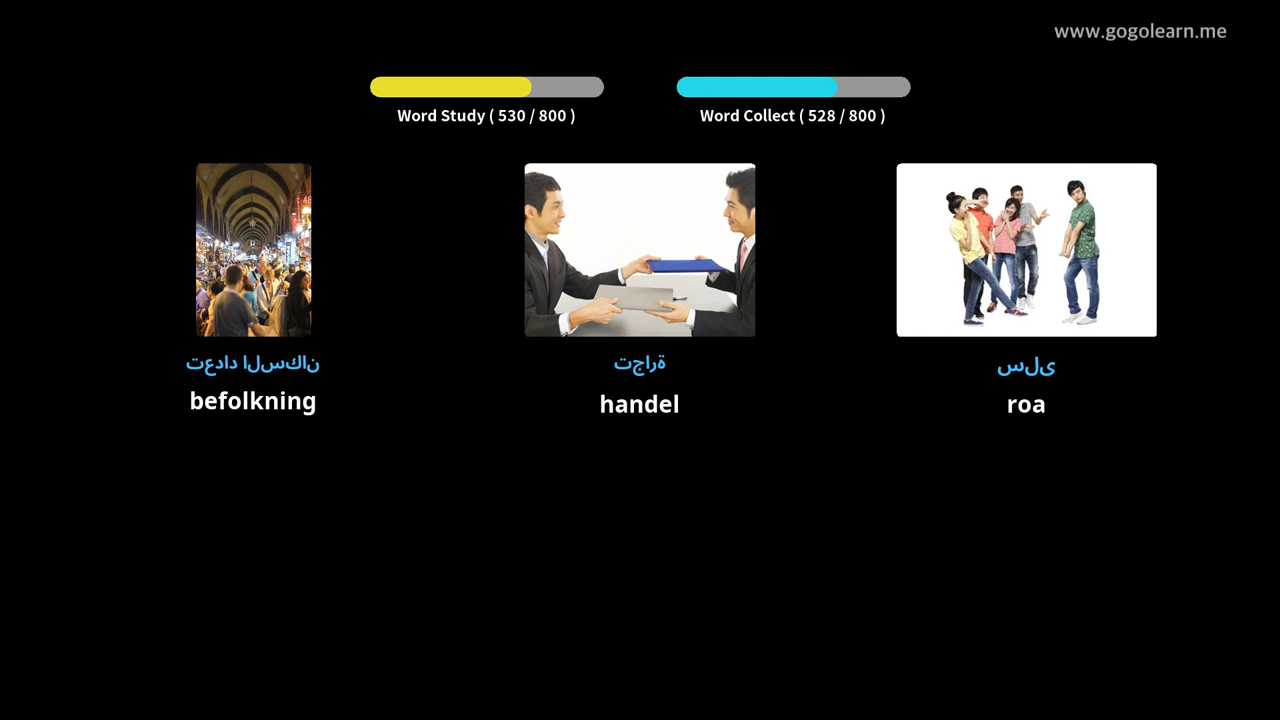 www.gogolearn.me
Word Study ( 530 / 800 )
Word Collect ( 528 / 800 )
تعداد السكان
befolkning
تجارة
handel
سلى
roa